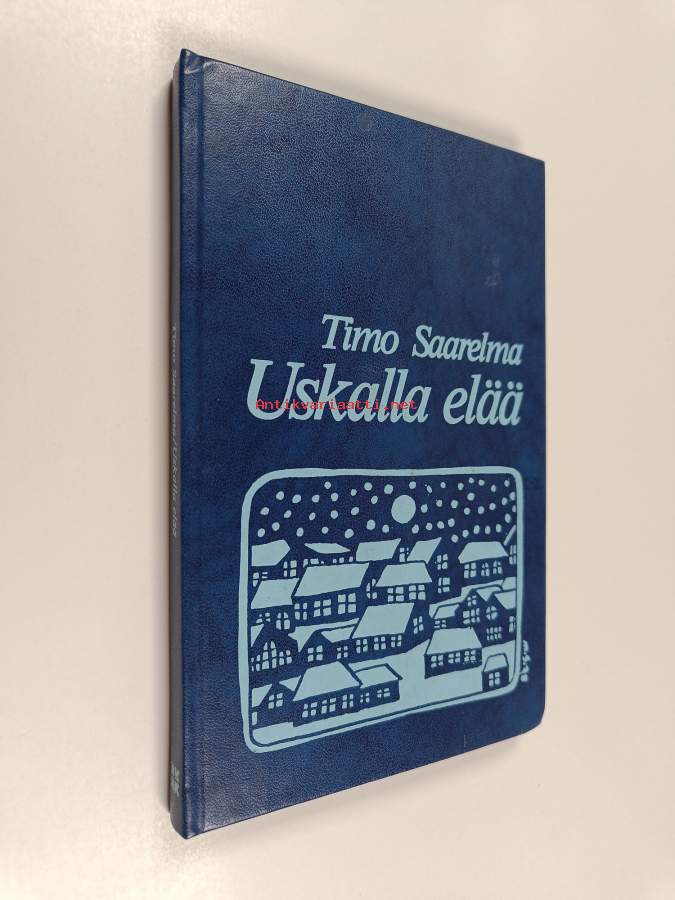 Timo Saarelma
Uskalla elää
Antikvariaatti.net
Timo Saarelma/Uskalla elää